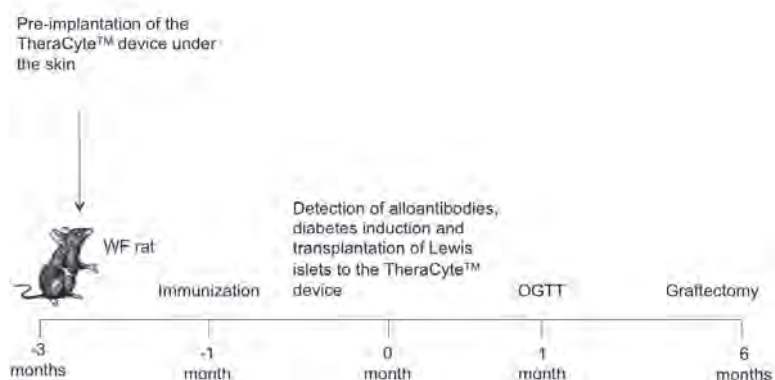 Pre-implantation of the
TheraCyte™ device under
the skin
WF rat
Detection of alloantibodies,
diabetes induction and
transplantation of Lewis
islets to the TheraCyte™
device
Immunization
OGTT
Graftectomy
-3
months
-1
month
0
month
1
month
6
months